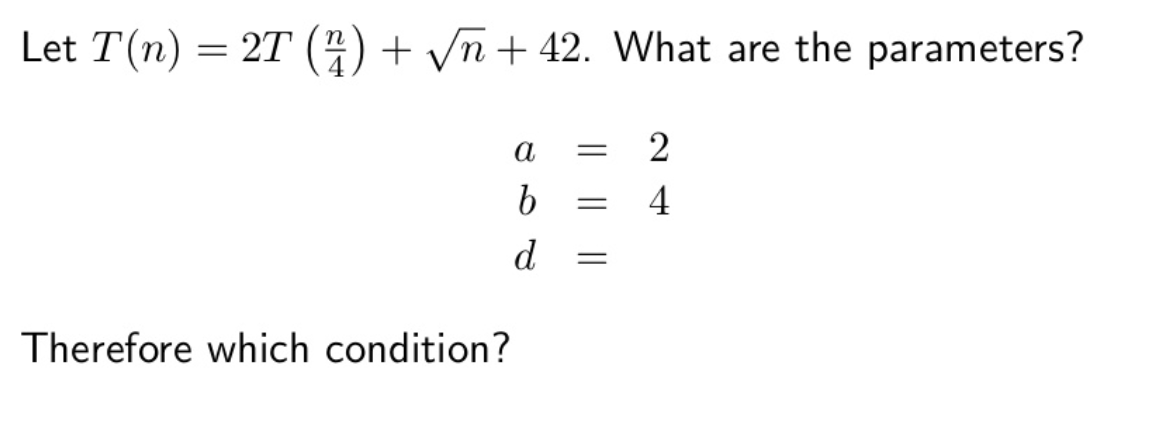 Let T(n) = 2T (n/4) + √n + 42. What are the parameters?
a = 2
b = 4
d =
Therefore which condition?